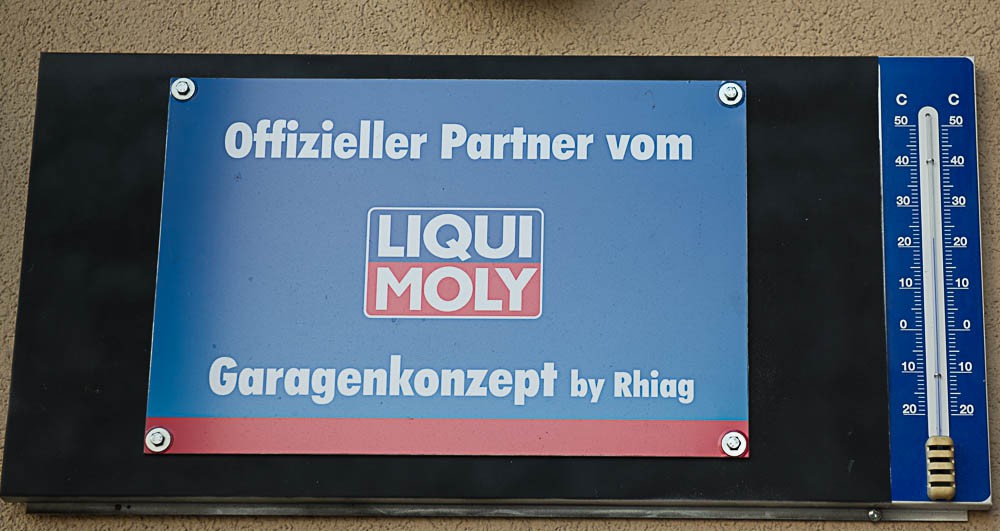 Offizieller Partner vom
LIQUI
MOLY
Garagenkonzept by Rhiag
C C
50 50
40 40
30 30
20 20
10 10
0 0
10 10
20 20